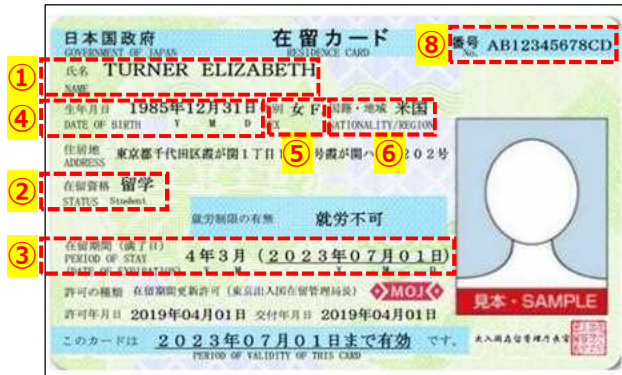 日本国政府 在留カード ⑧ 番号 AB12345678CD
GOVERNMENT OF JAPAN RESIDENCE CARD No.
① 氏名 TURNER ELIZABETH
NAME
④ 生年月日 1985年12月31日 別 女 F 国籍・地域 米国
DATE OF BIRTH Y M D EX NATIONALITY/REGION
⑤ ⑥
住居地 東京都千代田区霞が関1丁目1 号霞が関ハ 202号
ADDRESS
② 在留資格 留学
STATUS Student
就労制限の有無 就労不可
③ 在留期間（満了日） 4年3月（2023年07月01日）
PERIOD OF STAY
(DATE OF EXPIRATION) Y M Y M D
許可の種類 在留期間更新許可（東京出入国在留管理局長） MOJ
見本・SAMPLE
許可年月日 2019年04月01日 交付年月日 2019年04月01日
このカードは 2023年07月01日まで有効 です。
PERIOD OF VALIDITY OF THIS CARD
出入国在留管理庁長官